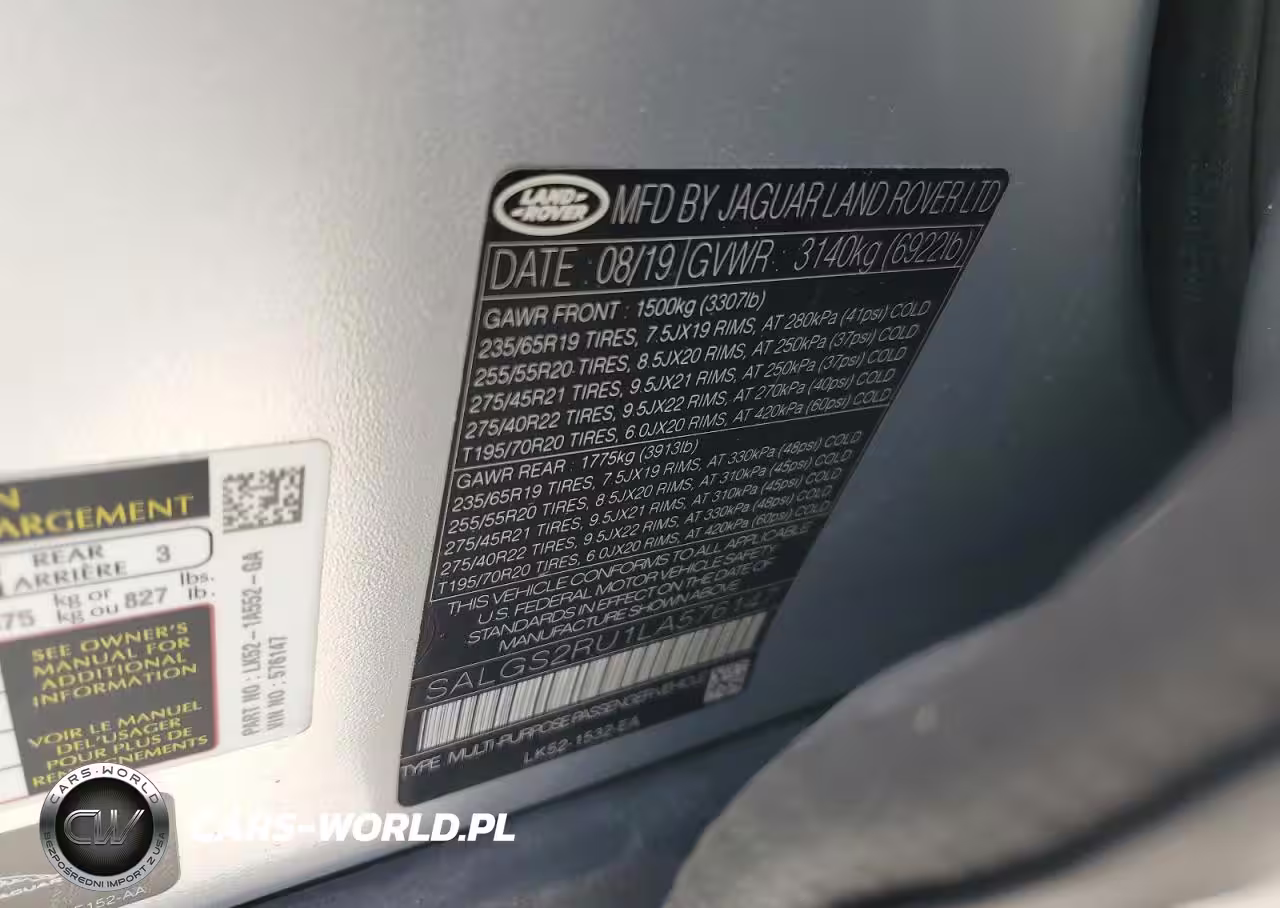 LAND ROVER
MFD BY JAGUAR LAND ROVER LTD
DATE 08/19 GVWR : 3140kg (6922lb)
GAWR FRONT : 1500kg (3307lb)
235/65R19 TIRES, 7.5JX19 RIMS, AT 280kPa (41psi) COLD
255/55R20 TIRES, 8.5JX20 RIMS, AT 250kPa (37psi) COLD
275/45R21 TIRES, 9.5JX21 RIMS, AT 250kPa (37psi) COLD
275/40R22 TIRES, 9.5JX22 RIMS, AT 270kPa (40psi) COLD
T195/70R20 TIRES, 6.0JX20 RIMS, AT 420kPa (60psi) COLD
GAWR REAR : 1775kg (3913lb)
235/65R19 TIRES, 7.5JX19 RIMS, AT 330kPa (48psi) COLD
255/55R20 TIRES, 8.5JX20 RIMS, AT 310kPa (45psi) COLD
275/45R21 TIRES, 9.5JX21 RIMS, AT 310kPa (45psi) COLD
275/40R22 TIRES, 9.5JX22 RIMS, AT 330kPa (48psi) COLD
T195/70R20 TIRES, 6.0JX20 RIMS, AT 420kPa (60psi) COLD
THIS VEHICLE CONFORMS TO ALL APPLICABLE
U.S. FEDERAL MOTOR VEHICLE SAFETY
STANDARDS IN EFFECT ON THE DATE OF
MANUFACTURE SHOWN ABOVE.
SALGS2RU1LA576147
TYPE MULTI-PURPOSE PASSENGER VEHICLE
LK52-1532-EA
N
ARGEMENT
REAR 3
ARRIÈRE
75 kg or 827 lbs.
kg ou lb.
SEE OWNER'S
MANUAL FOR
ADDITIONAL
INFORMATION
VOIR LE MANUEL
DE L'USAGER
POUR PLUS DE
PART NO : LK52-1A552-GA
VIN NO : 576147
CARS-WORLD
CW
BEZPOŚREDNI IMPORT Z USA
CARS-WORLD.PL
AGUAR
5152-AA